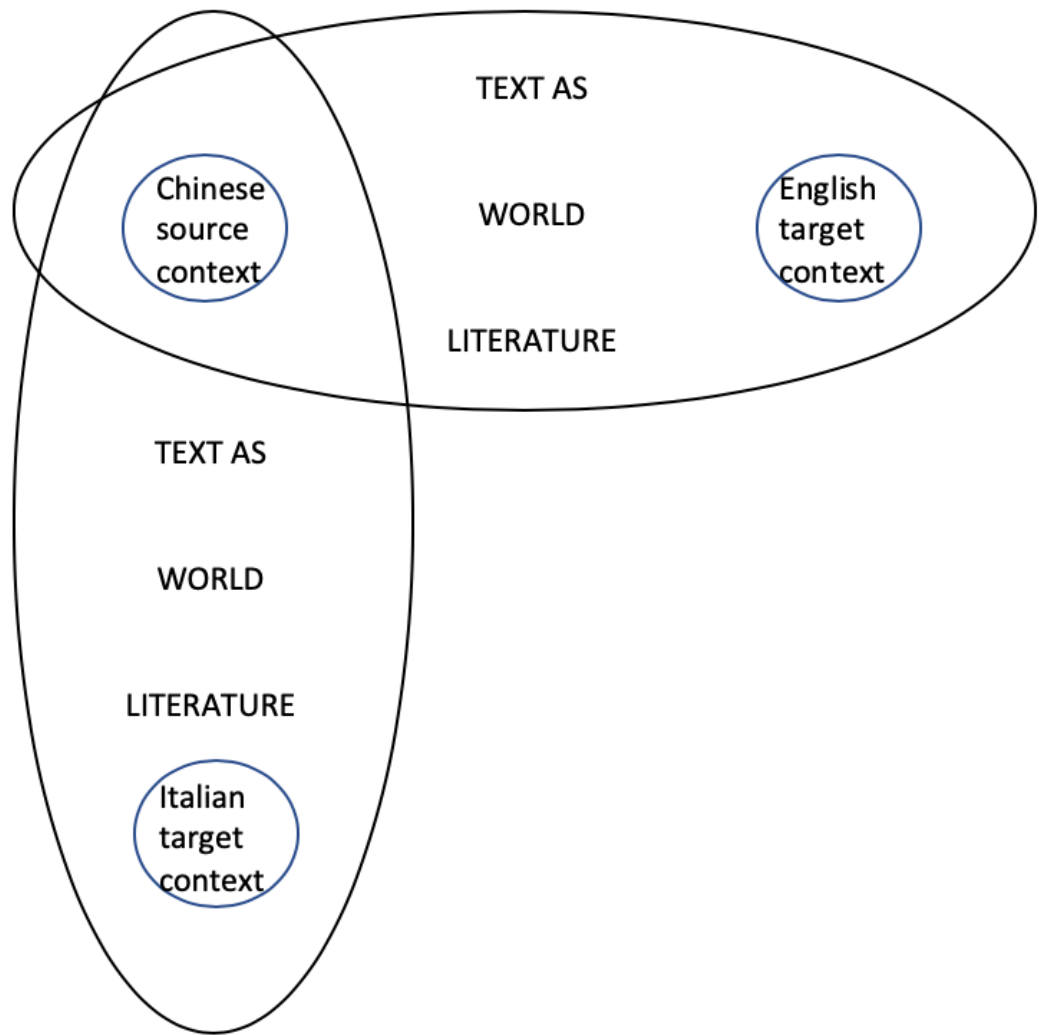 TEXT AS
WORLD
LITERATURE
Chinese
source
context
English
target
context
TEXT AS
WORLD
LITERATURE
Italian
target
context